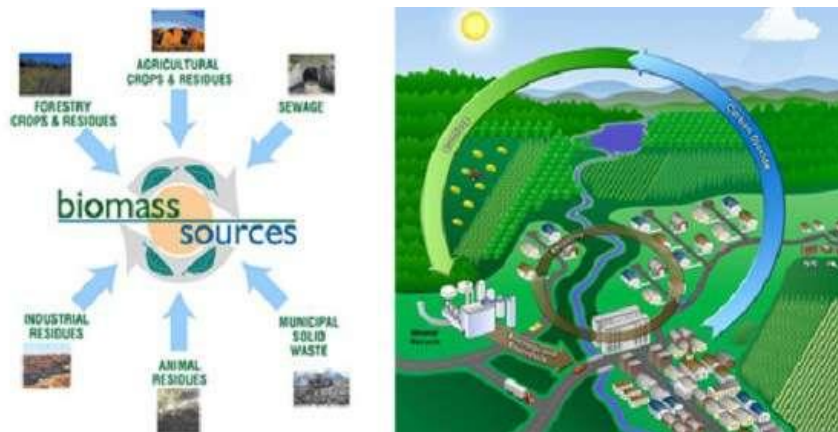 AGRICULTURAL
CROPS & RESIDUES
FORESTRY
CROPS & RESIDUES
SEWAGE
biomass
sources
INDUSTRIAL
RESIDUES
ANIMAL
RESIDUES
MUNICIPAL
SOLID
WASTE
Carbon Dioxide